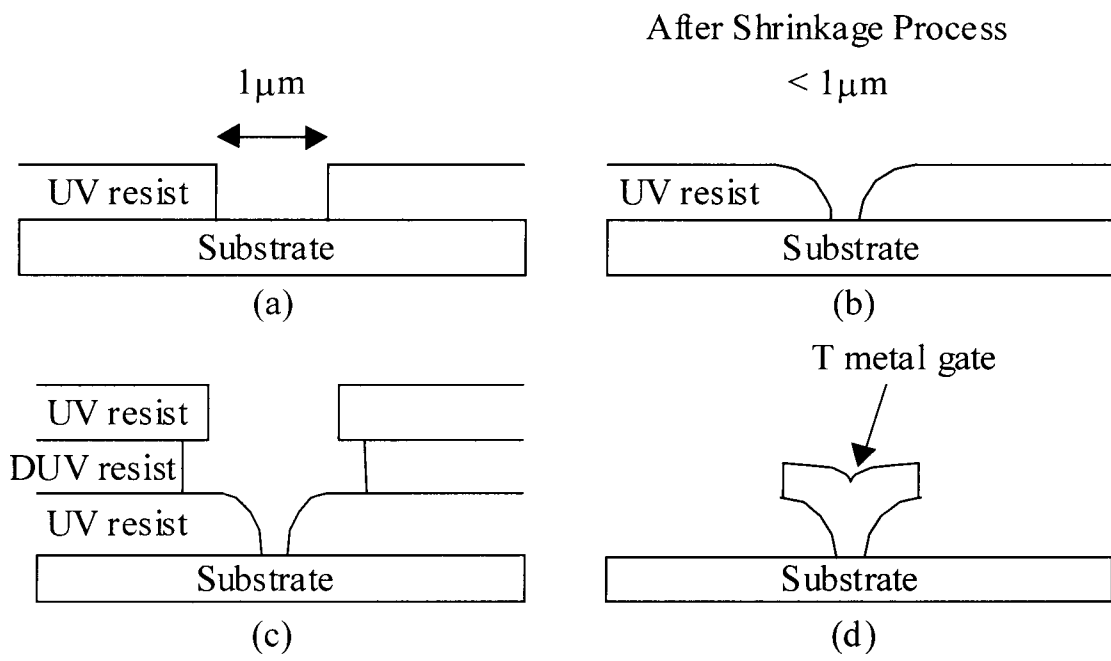 After Shrinkage Process
1μm
< 1μm
UV resist
Substrate
(a)
UV resist
Substrate
(b)
UV resist
DUV resist
UV resist
Substrate
(c)
T metal gate
Substrate
(d)